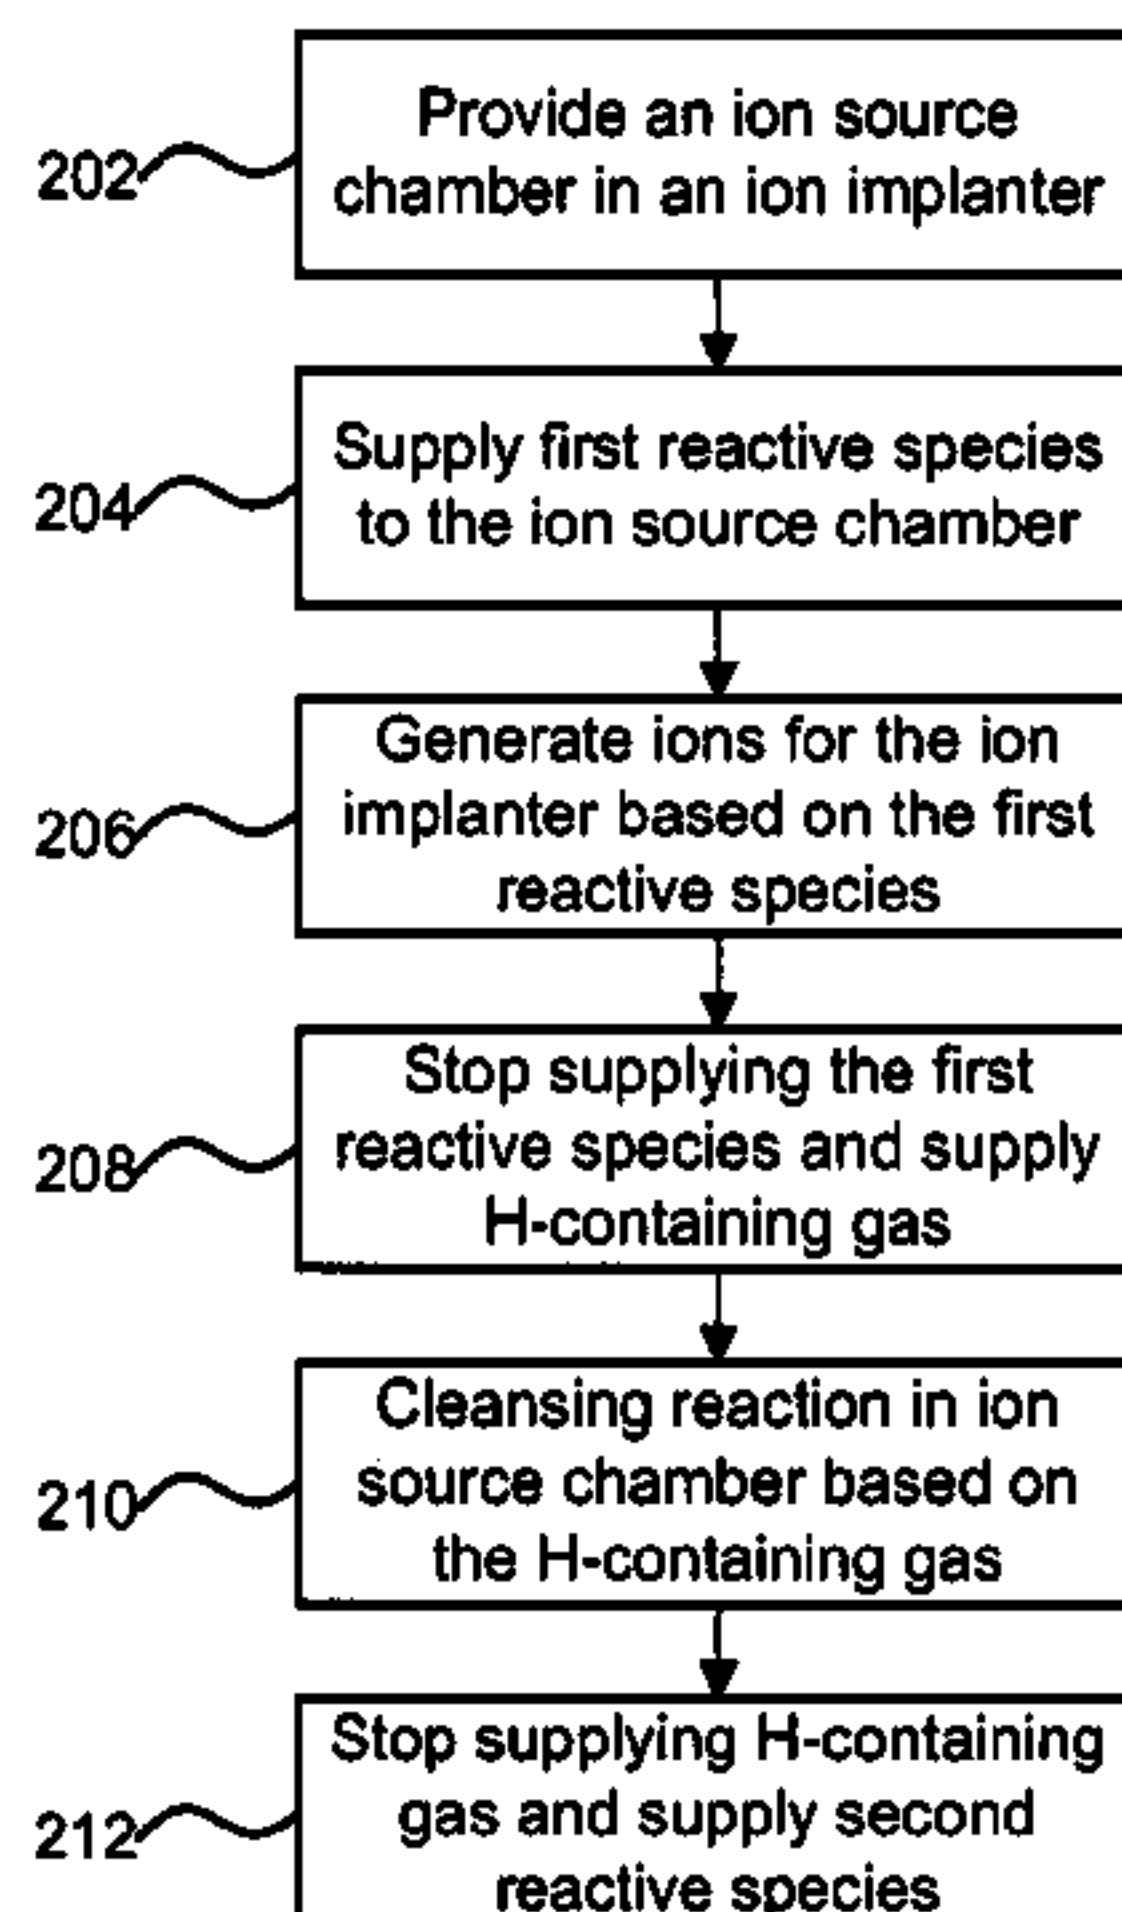 202
Provide an ion source
chamber in an ion implanter
204
Supply first reactive species
to the ion source chamber
206
Generate ions for the ion
implanter based on the first
reactive species
208
Stop supplying the first
reactive species and supply
H-containing gas
210
Cleansing reaction in ion
source chamber based on
the H-containing gas
212
Stop supplying H-containing
gas and supply second
reactive species